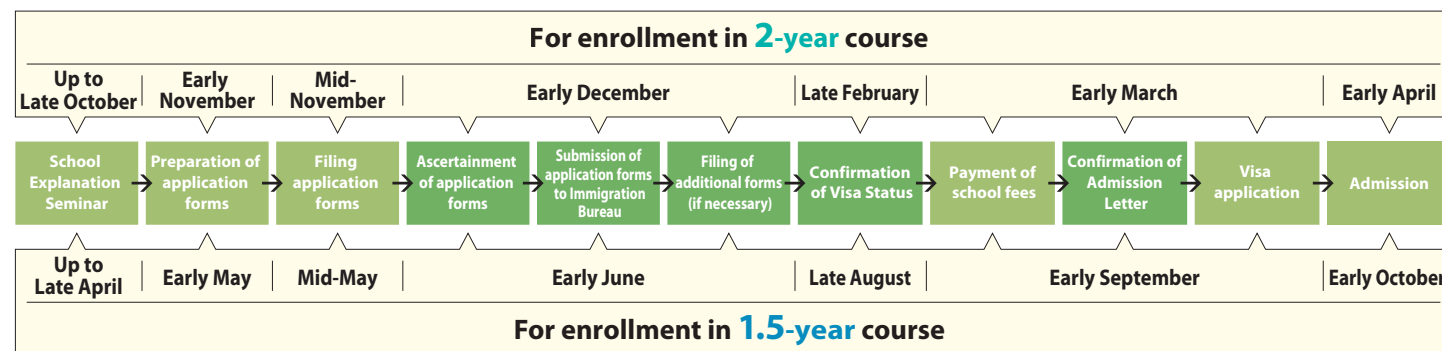 For enrollment in 2-year course
Up to
Late October
Early
November
Mid-
November
Early December
Late February
Early March
Early April
School
Explanation
Seminar
Preparation of
application
forms
Filing
application
forms
Ascertainment
of application
forms
Submission of
application forms
to Immigration
Bureau
Filing of
additional forms
(if necessary)
Confirmation
of Visa Status
Payment of
school fees
Confirmation of
Admission
Letter
Visa
application
Admission
Up to
Late April
Early May
Mid-May
Early June
Late August
Early September
Early October
For enrollment in 1.5-year course